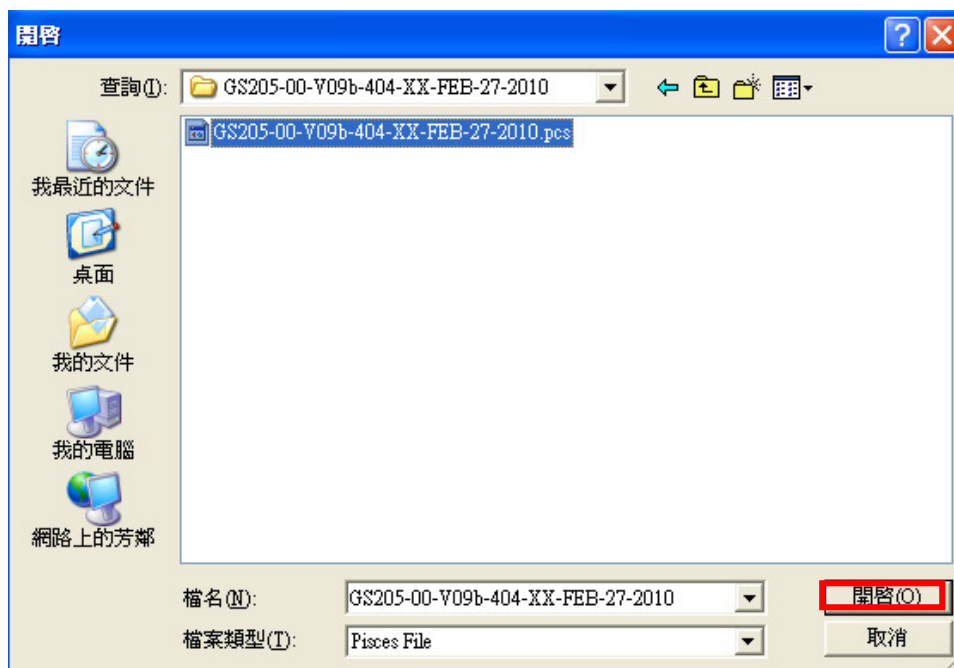 開啓
查詢(I):
GS205-00-V09b-404-XX-FEB-27-2010
GS205-00-V09b-404-XX-FEB-27-2010.pcs
我最近的文件
桌面
我的文件
我的電腦
網路上的芳鄰
檔名(N):
GS205-00-V09b-404-XX-FEB-27-2010
開啓(O)
檔案類型(T):
Pisces File
取消